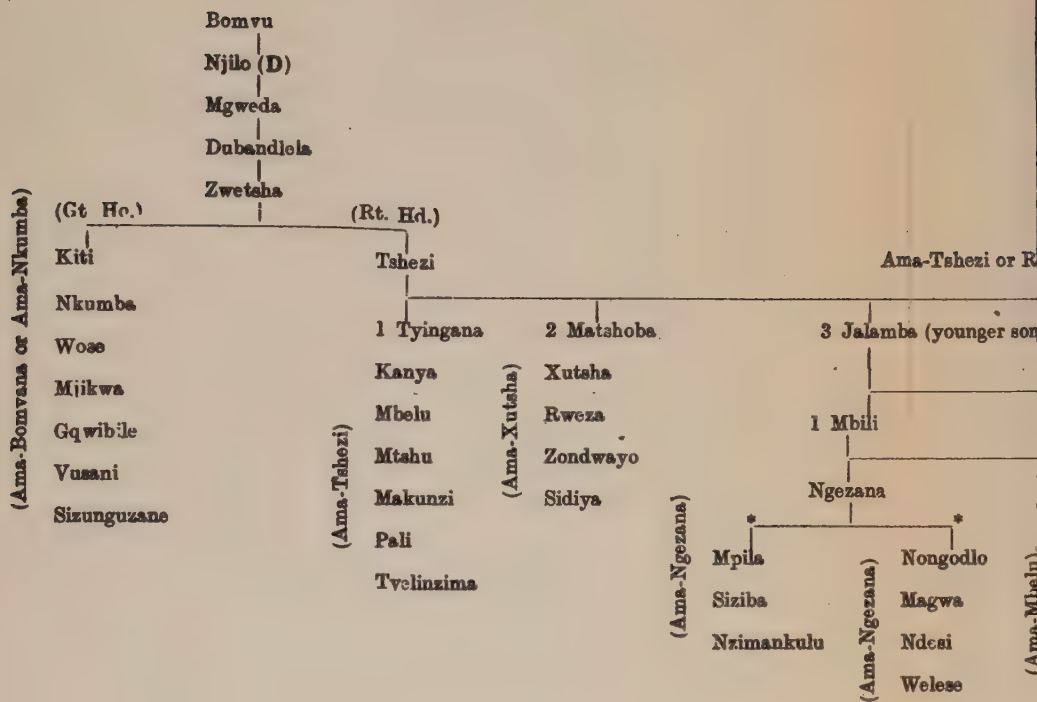 Bomvu
Njilo (D)
Mgweda
Dubandlela
Zwetsha
(Gt Ho.) (Rt. Hd.)
(Ama-Bomvana or Ama-Nkumba)
Kiti
Nkumba
Wose
Mjikwa
Gqwibile
Vusani
Sizunguzane
Tshezi
Ama-Tshezi or R
(Ama-Tshezi)
1 Tyingana
Kanya
Mbelu
Mtshu
Makunzi
Pali
Tvelinzima
(Ama-Xutsha)
2 Matshoba
Xutsha
Rweza
Zondwayo
Sidiya
3 Jalamba (younger son
1 Mbili
Ngezana
(Ama-Ngezana)
*
Mpila
Siziba
Nzimankulu
(Ama-Ngezana)
*
Nongodlo
Magwa
Ndesi
Welese
(Ama-Mbelu)